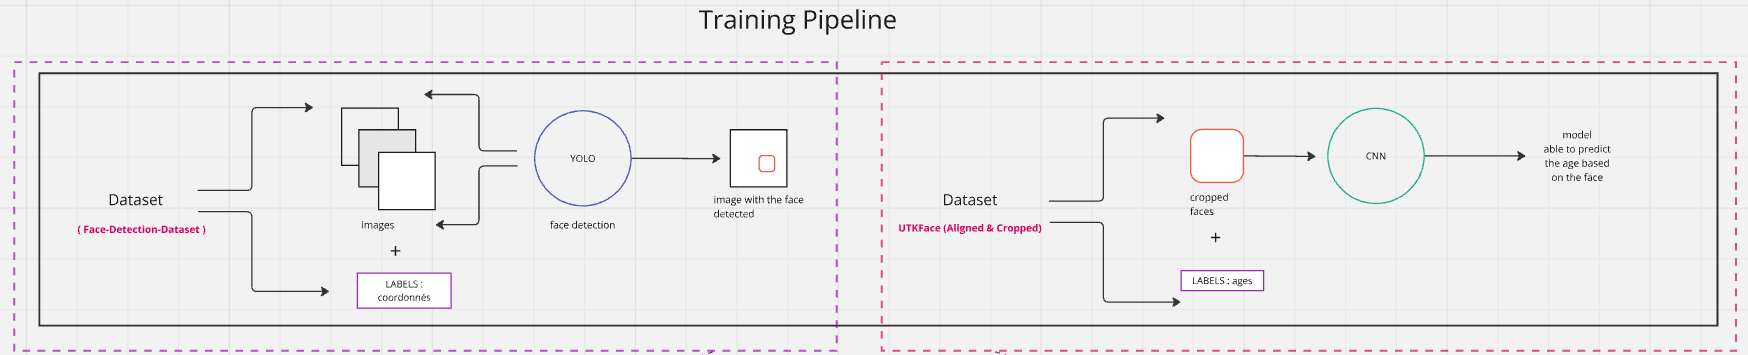 Training Pipeline
Dataset
( Face-Detection-Dataset )
images
+
LABELS :
coordonnés
YOLO
face detection
image with the face
detected
Dataset
UTKFace (Aligned & Cropped)
cropped
faces
+
LABELS : ages
CNN
model
able to predict
the age based
on the face